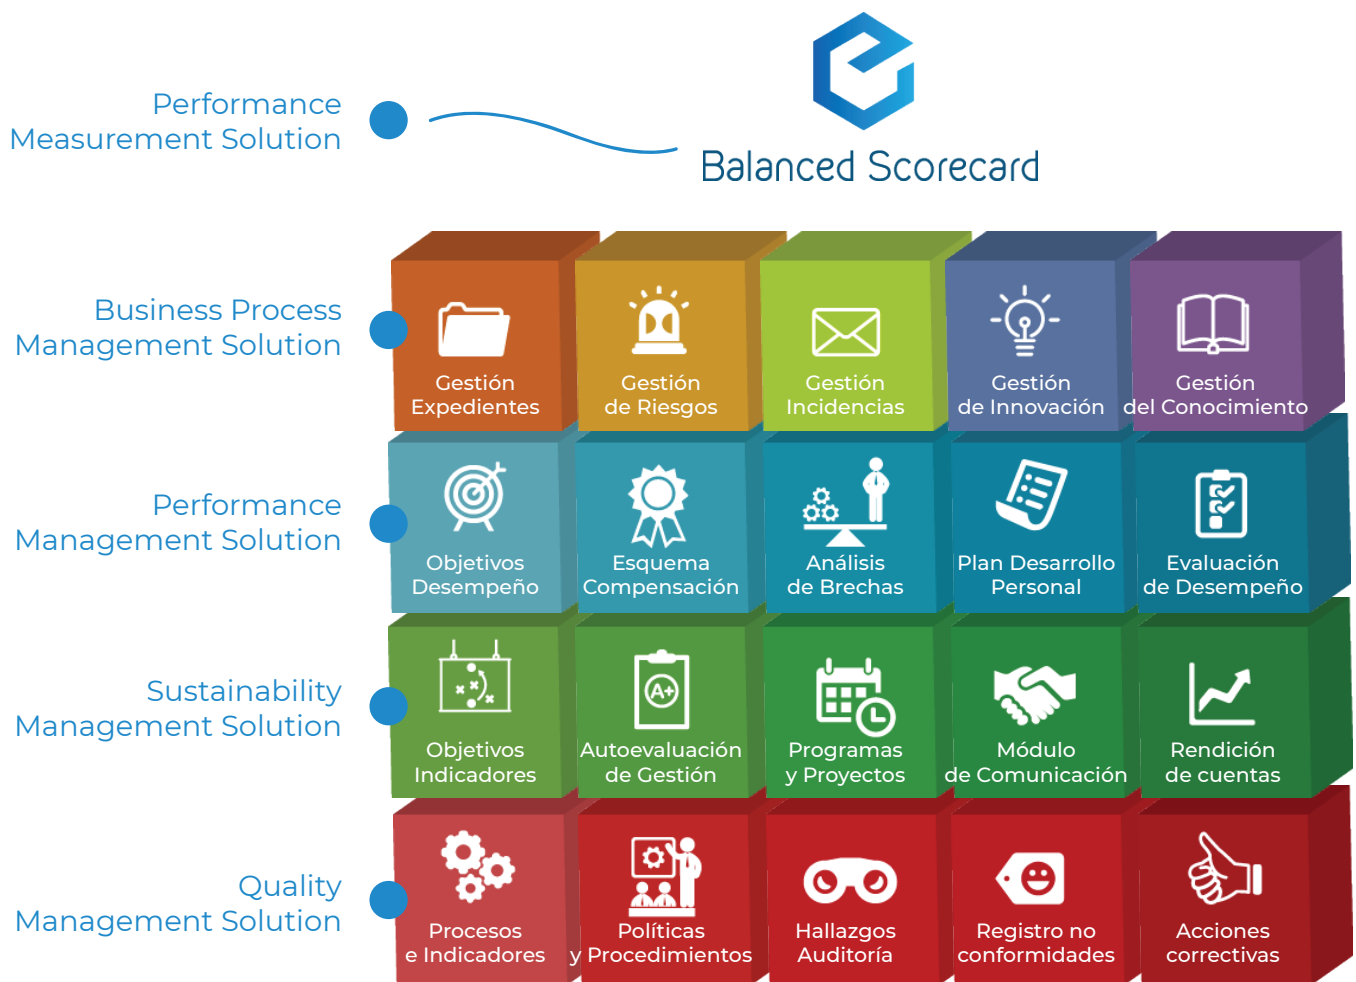 Performance
Measurement Solution
Balanced Scorecard
Business Process
Management Solution
Gestión
Expedientes
Gestión
de Riesgos
Gestión
Incidencias
Gestión
de Innovación
Gestión
del Conocimiento
Performance
Management Solution
Objetivos
Desempeño
Esquema
Compensación
Análisis
de Brechas
Plan Desarrollo
Personal
Evaluación
de Desempeño
Sustainability
Management Solution
Objetivos
Indicadores
A+
Autoevaluación
de Gestión
Programas
y Proyectos
Módulo
de Comunicación
Rendición
de cuentas
Quality
Management Solution
Procesos
e Indicadores
Políticas
y Procedimientos
Hallazgos
Auditoría
Registro no
conformidades
Acciones
correctivas